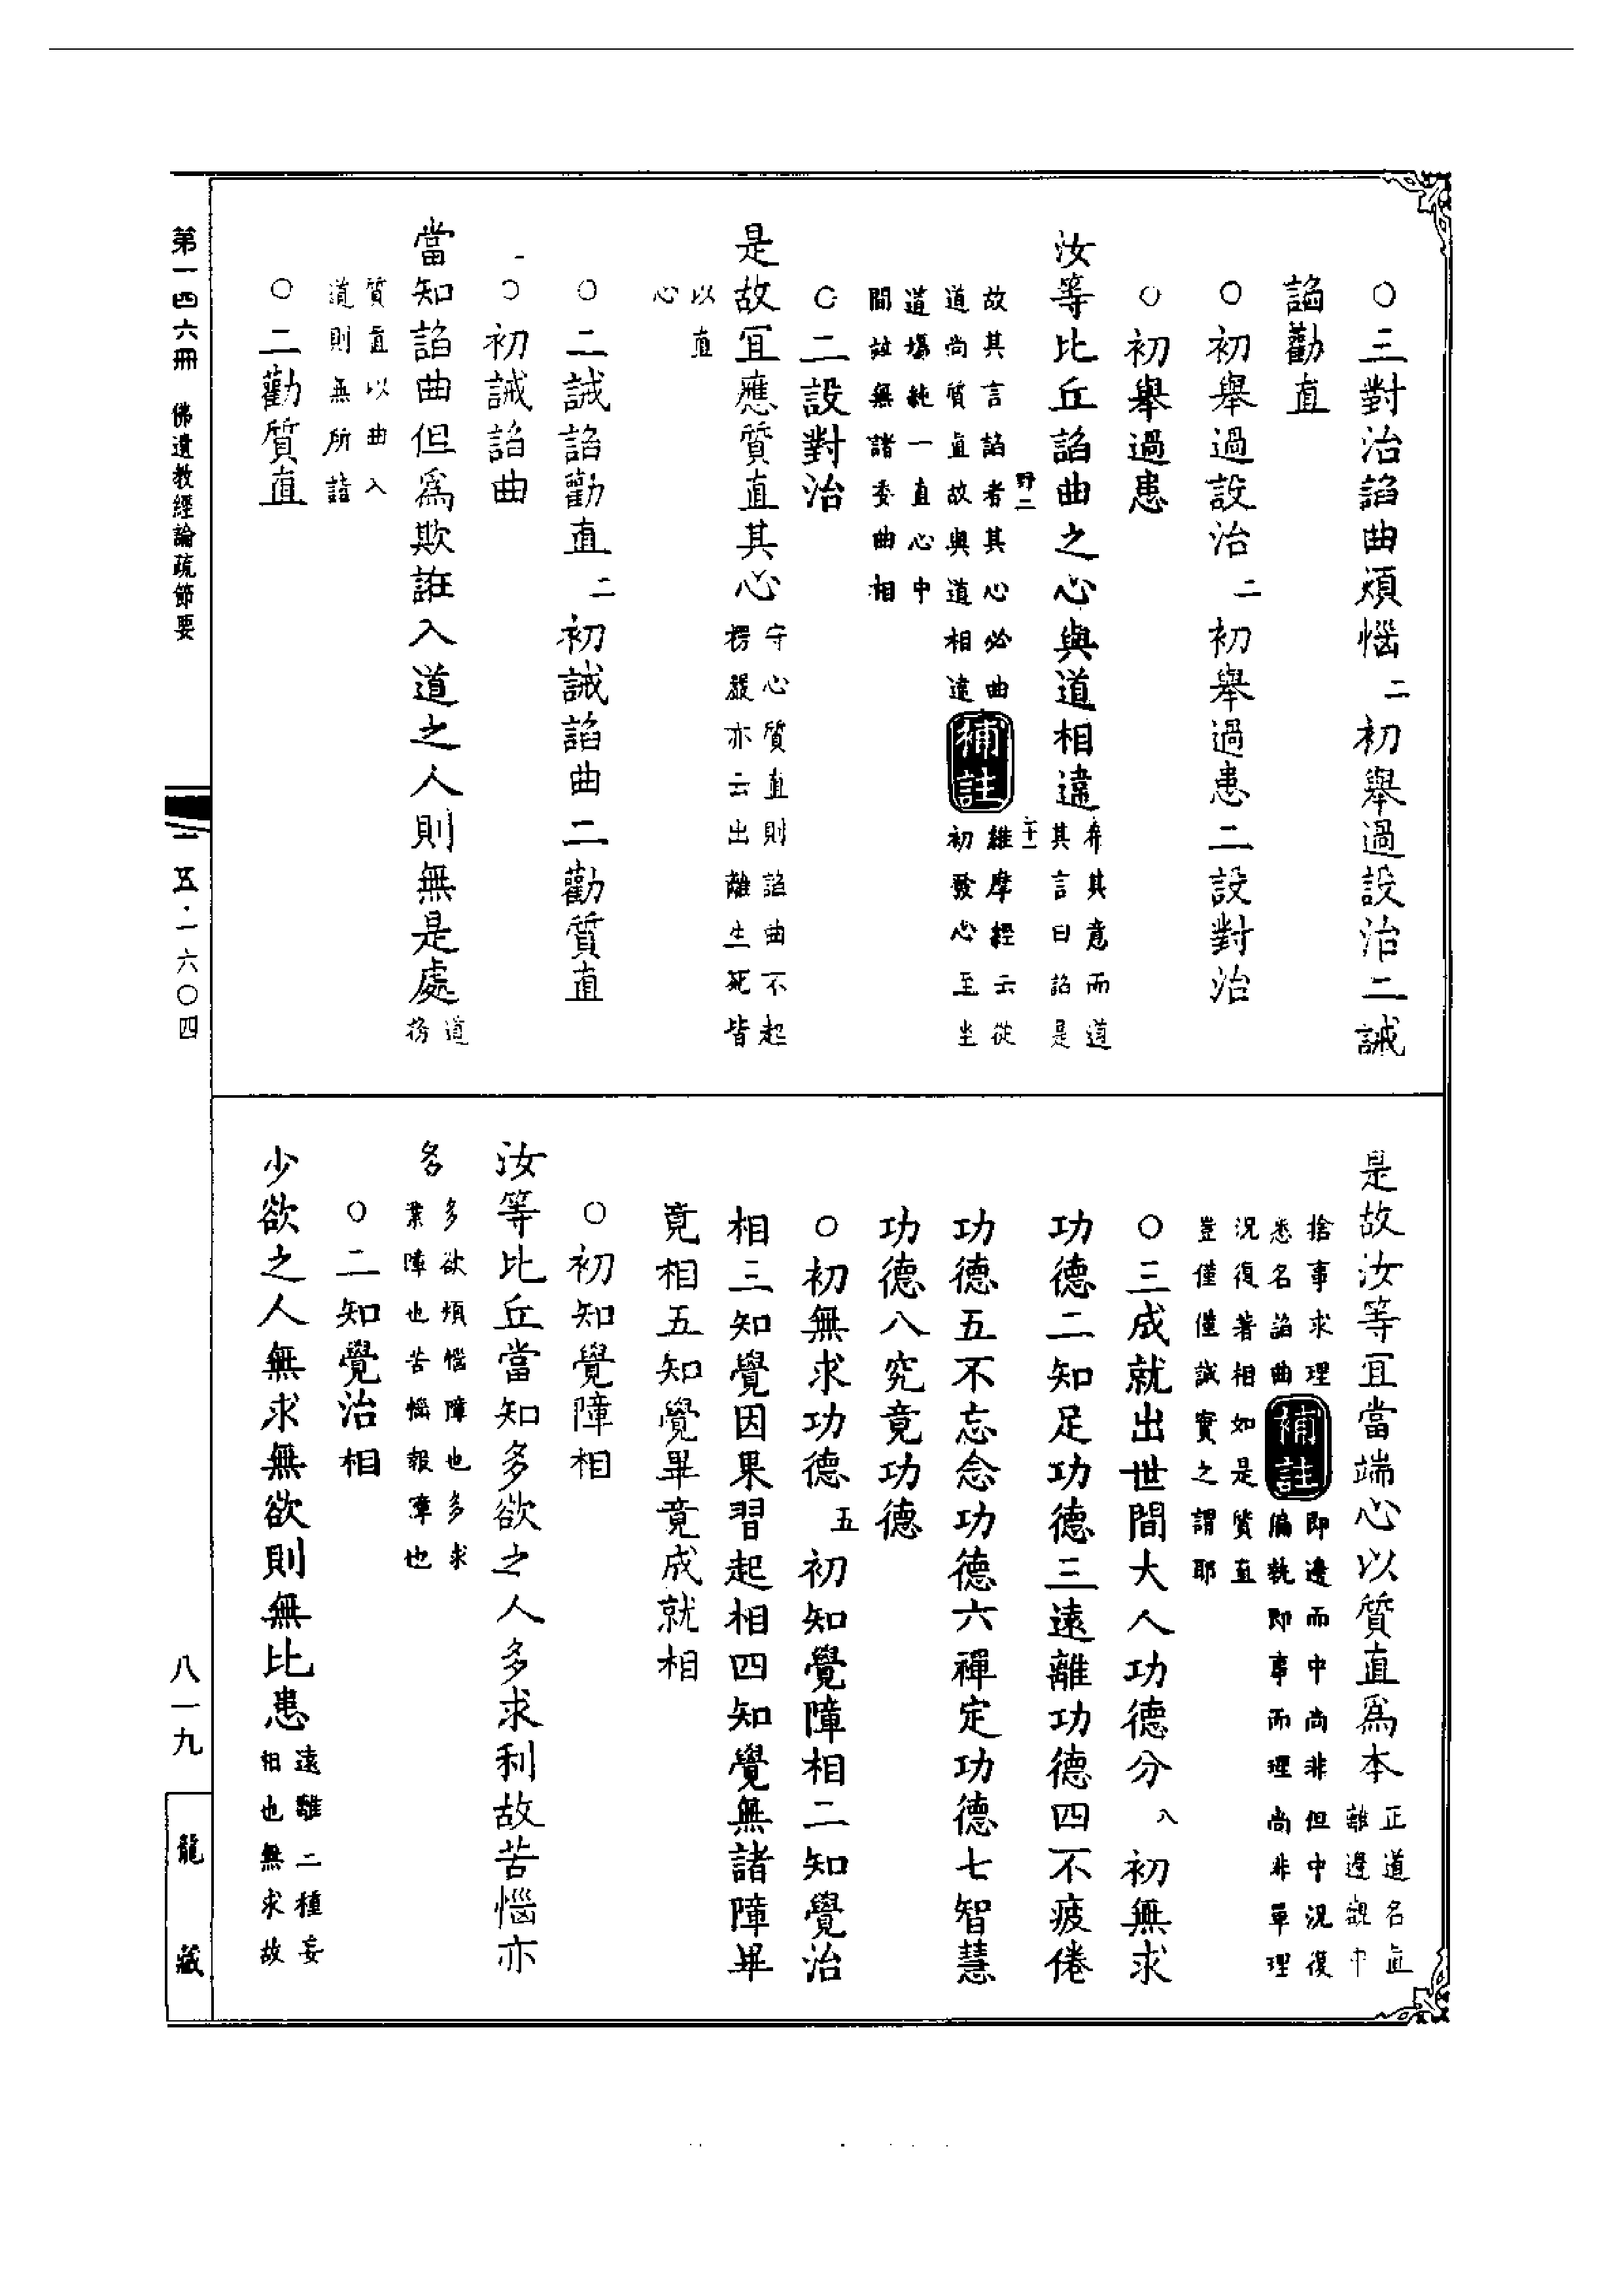 ○三對治諂曲煩惱二初舉過設治二誡
諂勸直
○初舉過設治二初舉過患二設對治
○初舉過患
汝等比丘諂曲之心與道相違
其意而道
其言曰諂是
故其言諂者其心必曲
道尚質直故與道相違
補註
維摩經云從
初發心至坐
道場純一直心中
間註無諸委曲相
野二
二十一
○二設對治
是故宜應質直其心
守心質直則諂曲不起
楞嚴亦云出離生死皆
以直
心
○二誡諂勸直二初誡諂曲二勸質直
○初誡諂曲
當知諂曲但爲欺誑入道之人則無是處
道
務
質直以曲入
道則無所詣
○二勸質直
是故汝等宜當端心以質直爲本
正道名直
離邊觀中
捨事求理
悉名諂曲
補註
即邊而中尚非但中況復
偏執即事而理尚非單理
況復著相如是質直
豈僅僅誠實之謂耶
○三成就出世間大人功德分八初無求
功德二知足功德三遠離功德四不疲倦
功德五不忘念功德六禪定功德七智慧
功德八究竟功德
○初無求功德五初知覺障相二知覺治
相三知覺因果習起相四知覺無諸障畢
竟相五知覺畢竟成就相
○初知覺障相
汝等比丘當知多欲之人多求利故苦惱亦
多
多欲煩惱障也多求
業障也苦惱報障也
○二知覺治相
少欲之人無求無欲則無比患
遠離二種妄
相也無求故
第一四六冊 佛遺教經論疏節要
一五·一六〇四
八一九
龍藏